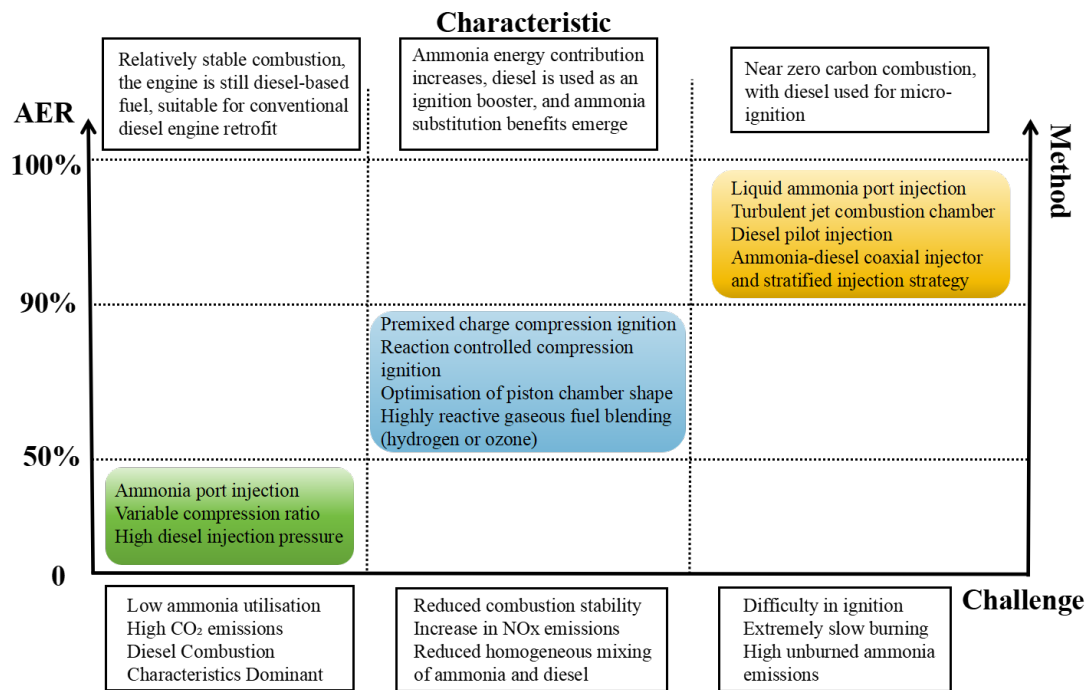 Characteristic
Relatively stable combustion,
the engine is still diesel-based
fuel, suitable for conventional
diesel engine retrofit
Ammonia energy contribution
increases, diesel is used as an
ignition booster, and ammonia
substitution benefits emerge
Near zero carbon combustion,
with diesel used for micro-
ignition
AER
Method
100%
Liquid ammonia port injection
Turbulent jet combustion chamber
Diesel pilot injection
Ammonia-diesel coaxial injector
and stratified injection strategy
90%
Premixed charge compression ignition
Reaction controlled compression
ignition
Optimisation of piston chamber shape
Highly reactive gaseous fuel blending
(hydrogen or ozone)
50%
Ammonia port injection
Variable compression ratio
High diesel injection pressure
0
Low ammonia utilisation
High CO₂ emissions
Diesel Combustion
Characteristics Dominant
Reduced combustion stability
Increase in NOx emissions
Reduced homogeneous mixing
of ammonia and diesel
Difficulty in ignition
Extremely slow burning
High unburned ammonia
emissions
Challenge